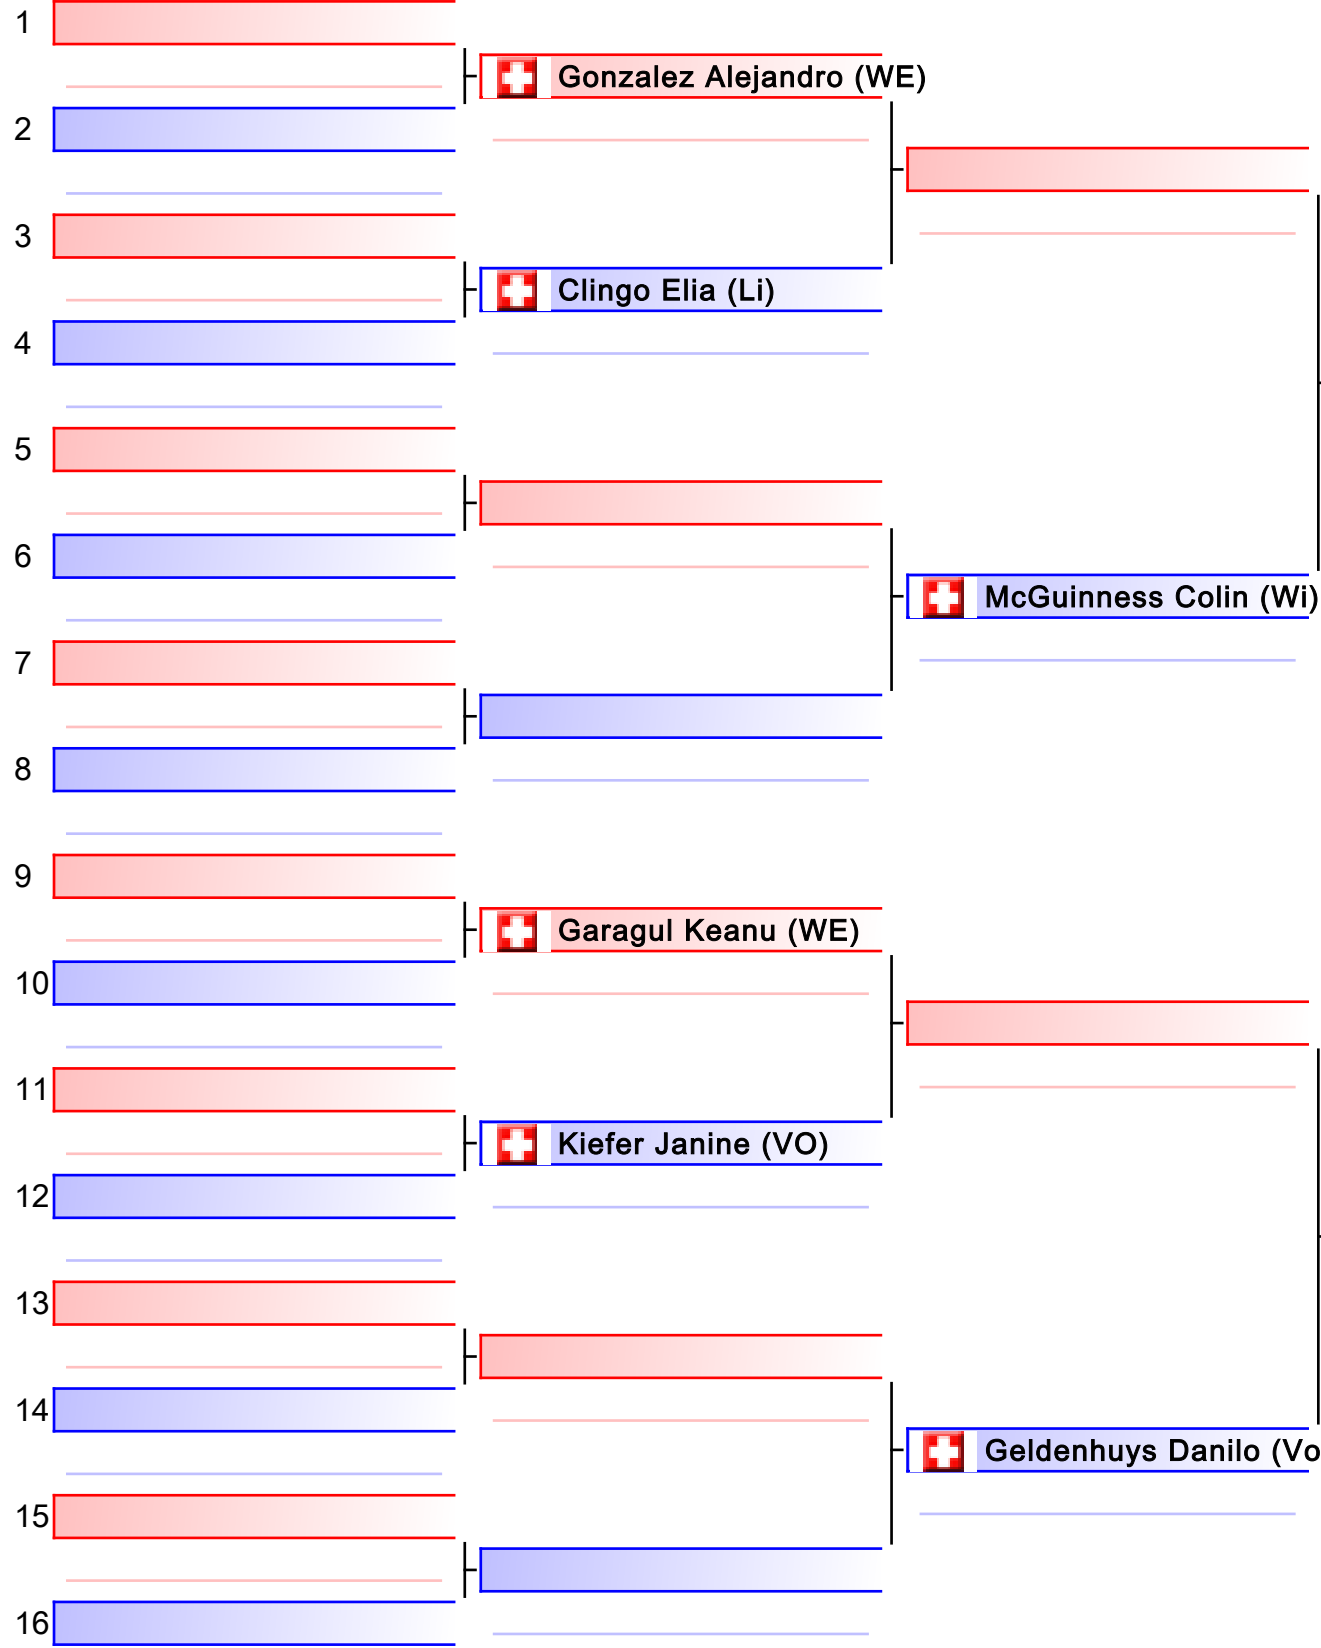 1
Gonzalez Alejandro (WE)
2
3
Clingo Elia (Li)
4
5
6
McGuinness Colin (Wi)
7
8
9
Garagul Keanu (WE)
10
11
Kiefer Janine (VO)
12
13
14
Geldenhuys Danilo (Vo
15
16